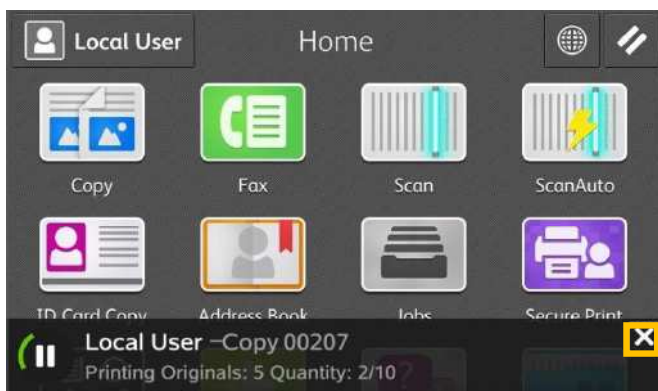 Local User
Home
Copy
Fax
Scan
ScanAuto
ID Card Copy
Address Book
Jobs
Secure Print
Local User –Copy 00207
Printing Originals: 5 Quantity: 2/10